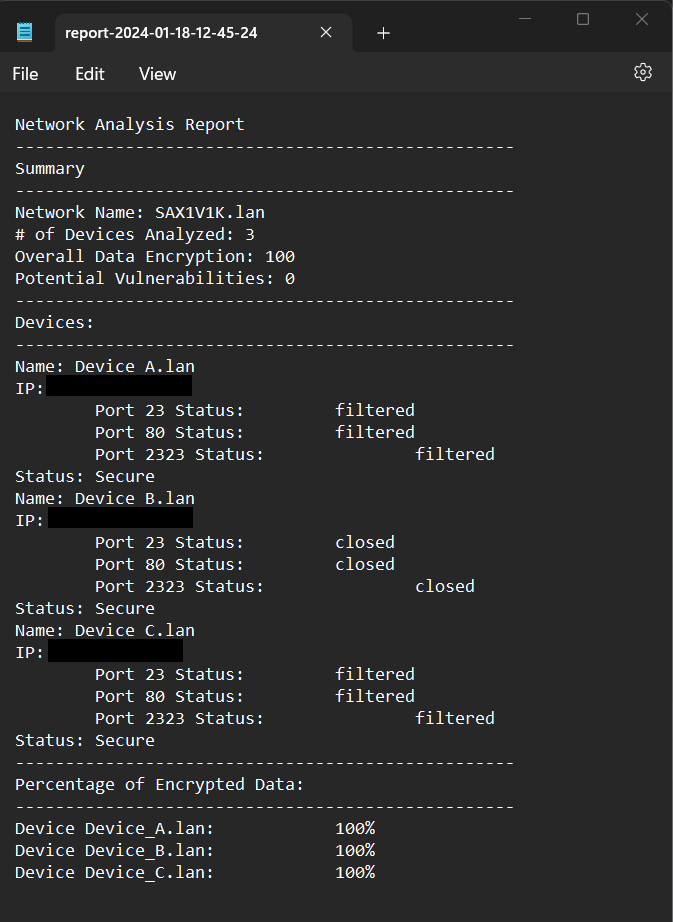 report-2024-01-18-12-45-24
File Edit View
Network Analysis Report
--------------------------------------------------
Summary
--------------------------------------------------
Network Name: SAX1V1K.lan
# of Devices Analyzed: 3
Overall Data Encryption: 100
Potential Vulnerabilities: 0
--------------------------------------------------
Devices:
--------------------------------------------------
Name: Device A.lan
IP:
Port 23 Status: filtered
Port 80 Status: filtered
Port 2323 Status: filtered
Status: Secure
Name: Device B.lan
IP:
Port 23 Status: closed
Port 80 Status: closed
Port 2323 Status: closed
Status: Secure
Name: Device C.lan
IP:
Port 23 Status: filtered
Port 80 Status: filtered
Port 2323 Status: filtered
Status: Secure
--------------------------------------------------
Percentage of Encrypted Data:
--------------------------------------------------
Device Device_A.lan: 100%
Device Device_B.lan: 100%
Device Device_C.lan: 100%